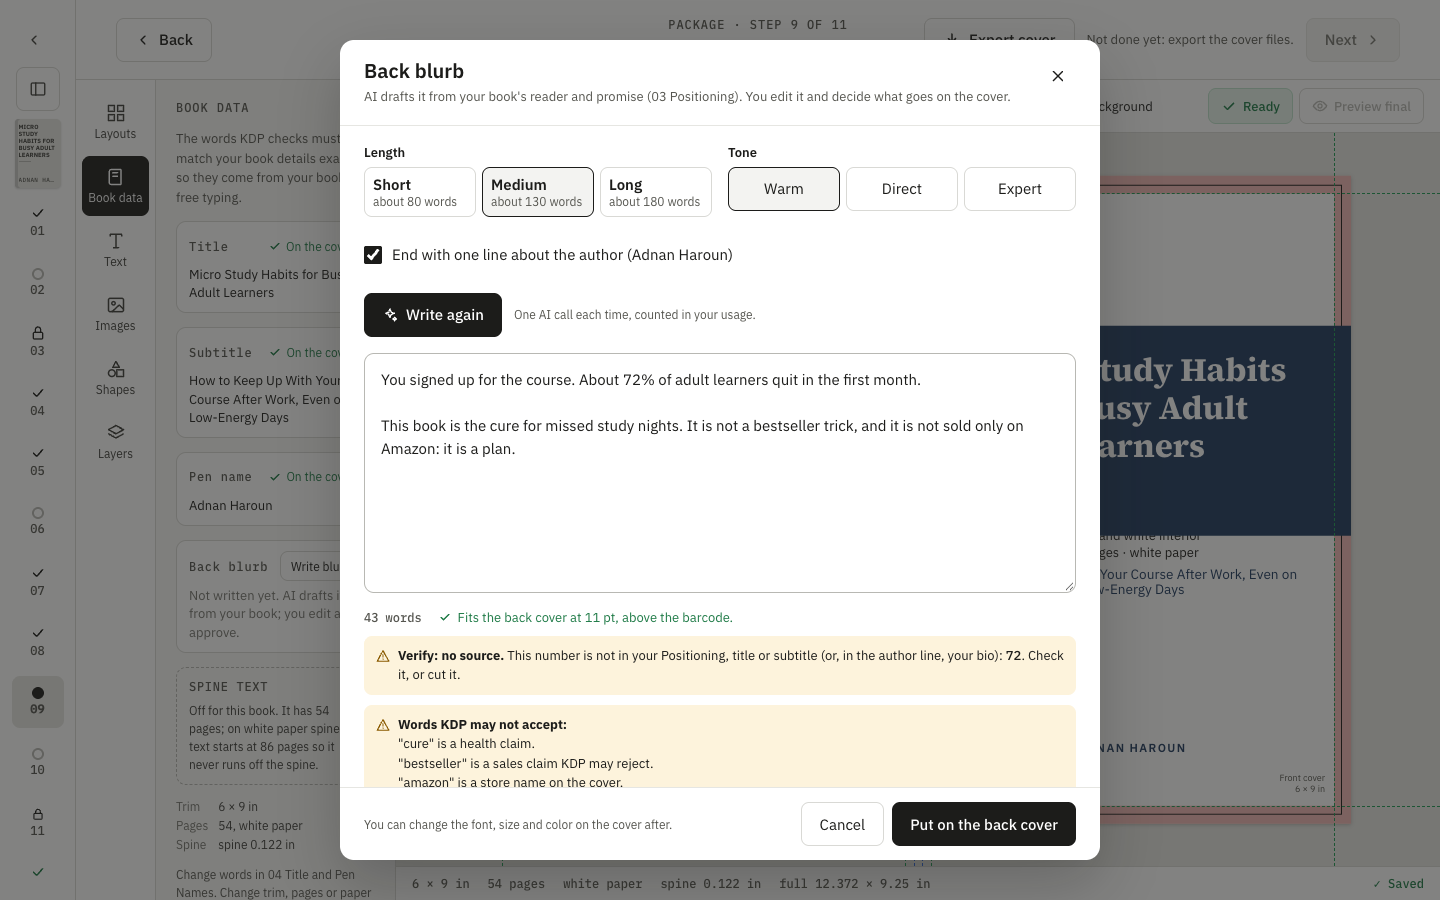 PACKAGE · STEP 9 OF 11
Back
Export cover
Not done yet: export the cover files.
Next
MICRO
STUDY
HABITS FOR
BUSY ADULT
LEARNERS
ADNAN HA…
01
02
03
04
05
06
07
08
09
10
11
Layouts
Book data
Text
Images
Shapes
Layers
BOOK DATA
The words KDP checks must
match your book details
so they come from your
free typing.
Title
On the
Micro Study Habits for
Adult Learners
Subtitle
On the
How to Keep Up With Your
Course After Work, Even
Low-Energy Days
Pen name
On the
Adnan Haroun
Back blurb
Write
Not written yet. AI drafts
from your book; you edit
approve.
SPINE TEXT
Off for this book. It has 54
pages; on white paper spine
text starts at 86 pages so it
never runs off the spine.
Trim 6 × 9 in
Pages 54, white paper
Spine spine 0.122 in
Change words in 04 Title and Pen
Names. Change trim, pages or paper
Back blurb
AI drafts it from your book's reader and promise (03 Positioning). You edit it and decide what goes on the cover.
Length
Short
about 80 words
Medium
about 130 words
Long
about 180 words
Tone
Warm
Direct
Expert
End with one line about the author (Adnan Haroun)
Write again
One AI call each time, counted in your usage.
You signed up for the course. About 72% of adult learners quit in the first month.
This book is the cure for missed study nights. It is not a bestseller trick, and it is not sold only on
Amazon: it is a plan.
43 words
Fits the back cover at 11 pt, above the barcode.
Verify: no source. This number is not in your Positioning, title or subtitle (or, in the author line, your bio): 72. Check
it, or cut it.
Words KDP may not accept:
"cure" is a health claim.
"bestseller" is a sales claim KDP may reject.
"amazon" is a store name on the cover.
You can change the font, size and color on the cover after.
Cancel
Put on the back cover
Ready
Preview final
Habits
Adult
and white interior
· white paper
Your Course After Work, Even on
Days
HAROUN
Front cover
6 × 9 in
6 × 9 in
54 pages
white paper
spine 0.122 in
full 12.372 × 9.25 in
✓ Saved